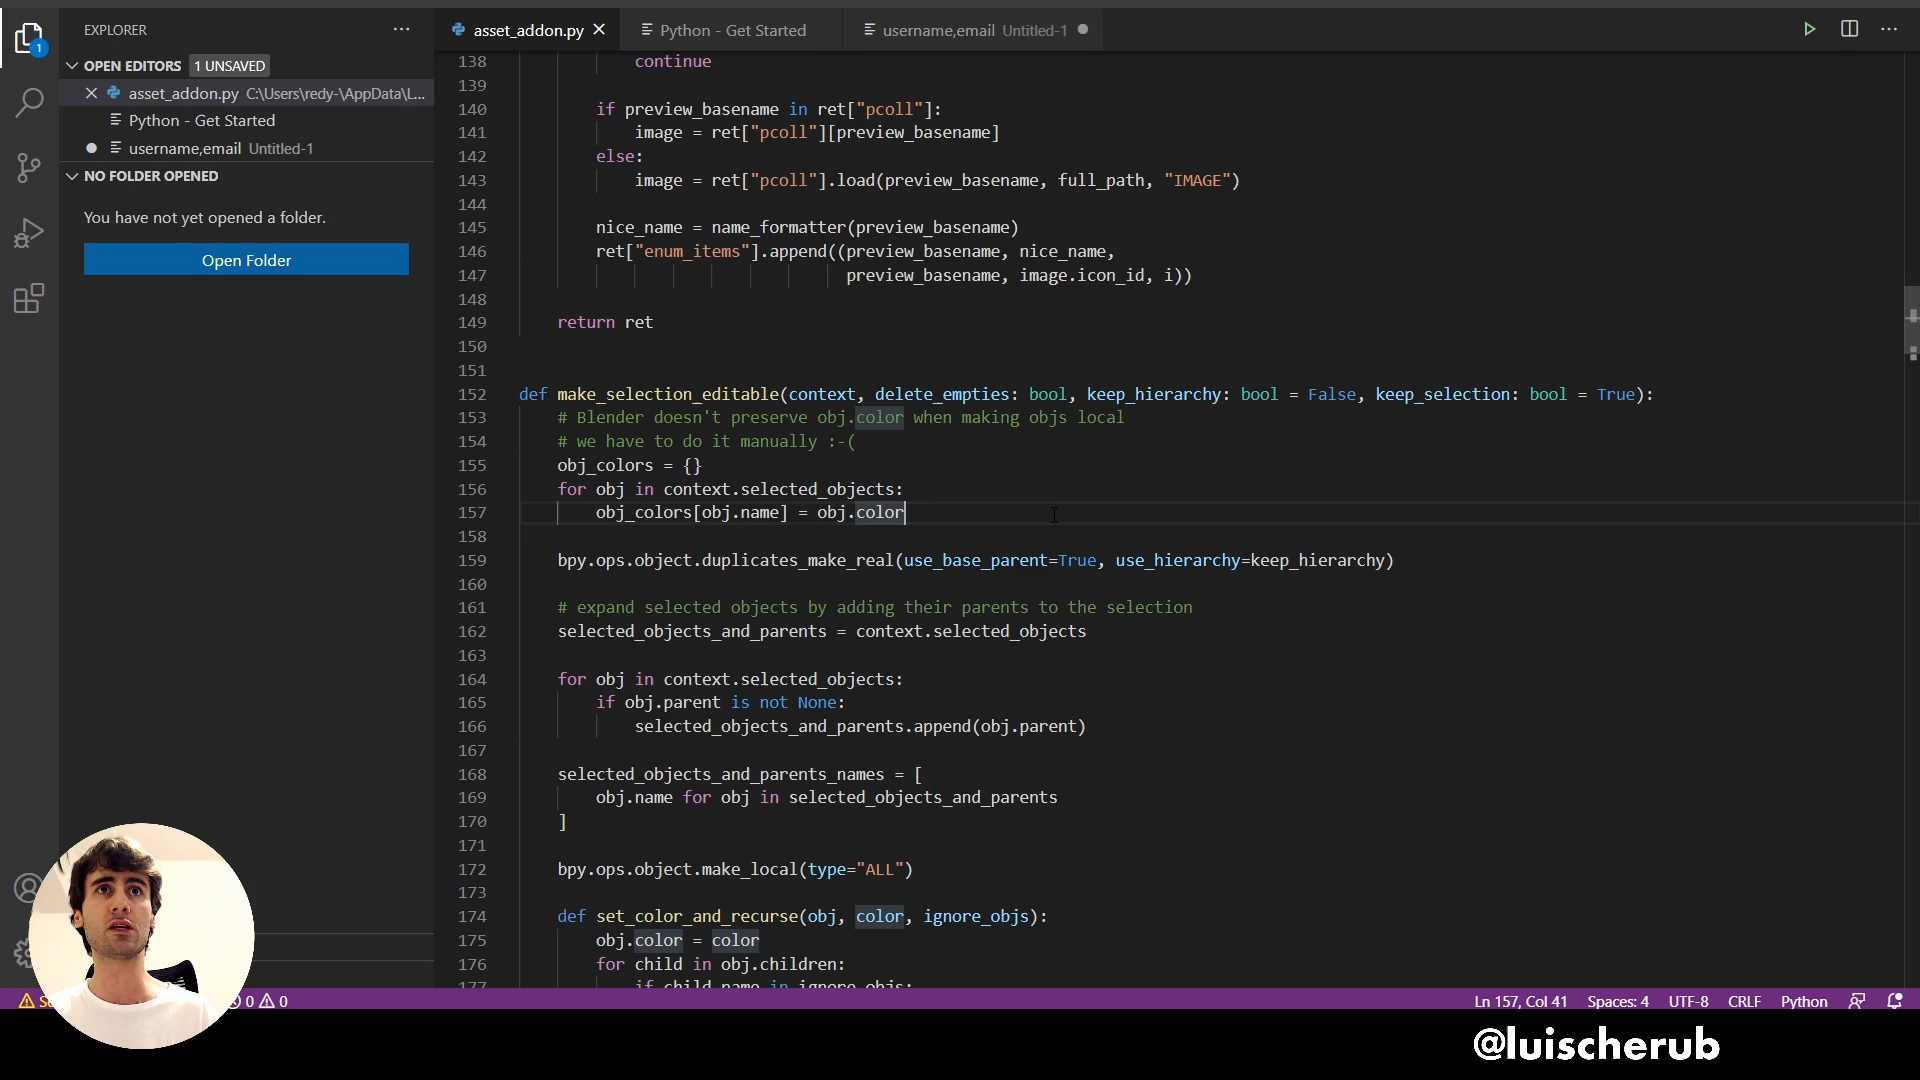 EXPLORER
OPEN EDITORS 1 UNSAVED
asset_addon.py C:\Users\redy-\AppData\L...
Python - Get Started
username,email Untitled-1
NO FOLDER OPENED
You have not yet opened a folder.
Open Folder
1
asset_addon.py
Python - Get Started
username,email Untitled-1
138 continue
139
140 if preview_basename in ret["pcoll"]:
141 image = ret["pcoll"][preview_basename]
142 else:
143 image = ret["pcoll"].load(preview_basename, full_path, "IMAGE")
144
145 nice_name = name_formatter(preview_basename)
146 ret["enum_items"].append((preview_basename, nice_name,
147 preview_basename, image.icon_id, i))
148
149 return ret
150
151
152 def make_selection_editable(context, delete_empties: bool, keep_hierarchy: bool = False, keep_selection: bool = True):
153 # Blender doesn't preserve obj.color when making objs local
154 # we have to do it manually :-(
155 obj_colors = {}
156 for obj in context.selected_objects:
157 obj_colors[obj.name] = obj.color
158
159 bpy.ops.object.duplicates_make_real(use_base_parent=True, use_hierarchy=keep_hierarchy)
160
161 # expand selected objects by adding their parents to the selection
162 selected_objects_and_parents = context.selected_objects
163
164 for obj in context.selected_objects:
165 if obj.parent is not None:
166 selected_objects_and_parents.append(obj.parent)
167
168 selected_objects_and_parents_names = [
169 obj.name for obj in selected_objects_and_parents
170 ]
171
172 bpy.ops.object.make_local(type="ALL")
173
174 def set_color_and_recurse(obj, color, ignore_objs):
175 obj.color = color
176 for child in obj.children:
177 if child.name in ignore_objs:
0 0
Ln 157, Col 41 Spaces: 4 UTF-8 CRLF Python
@luischerub